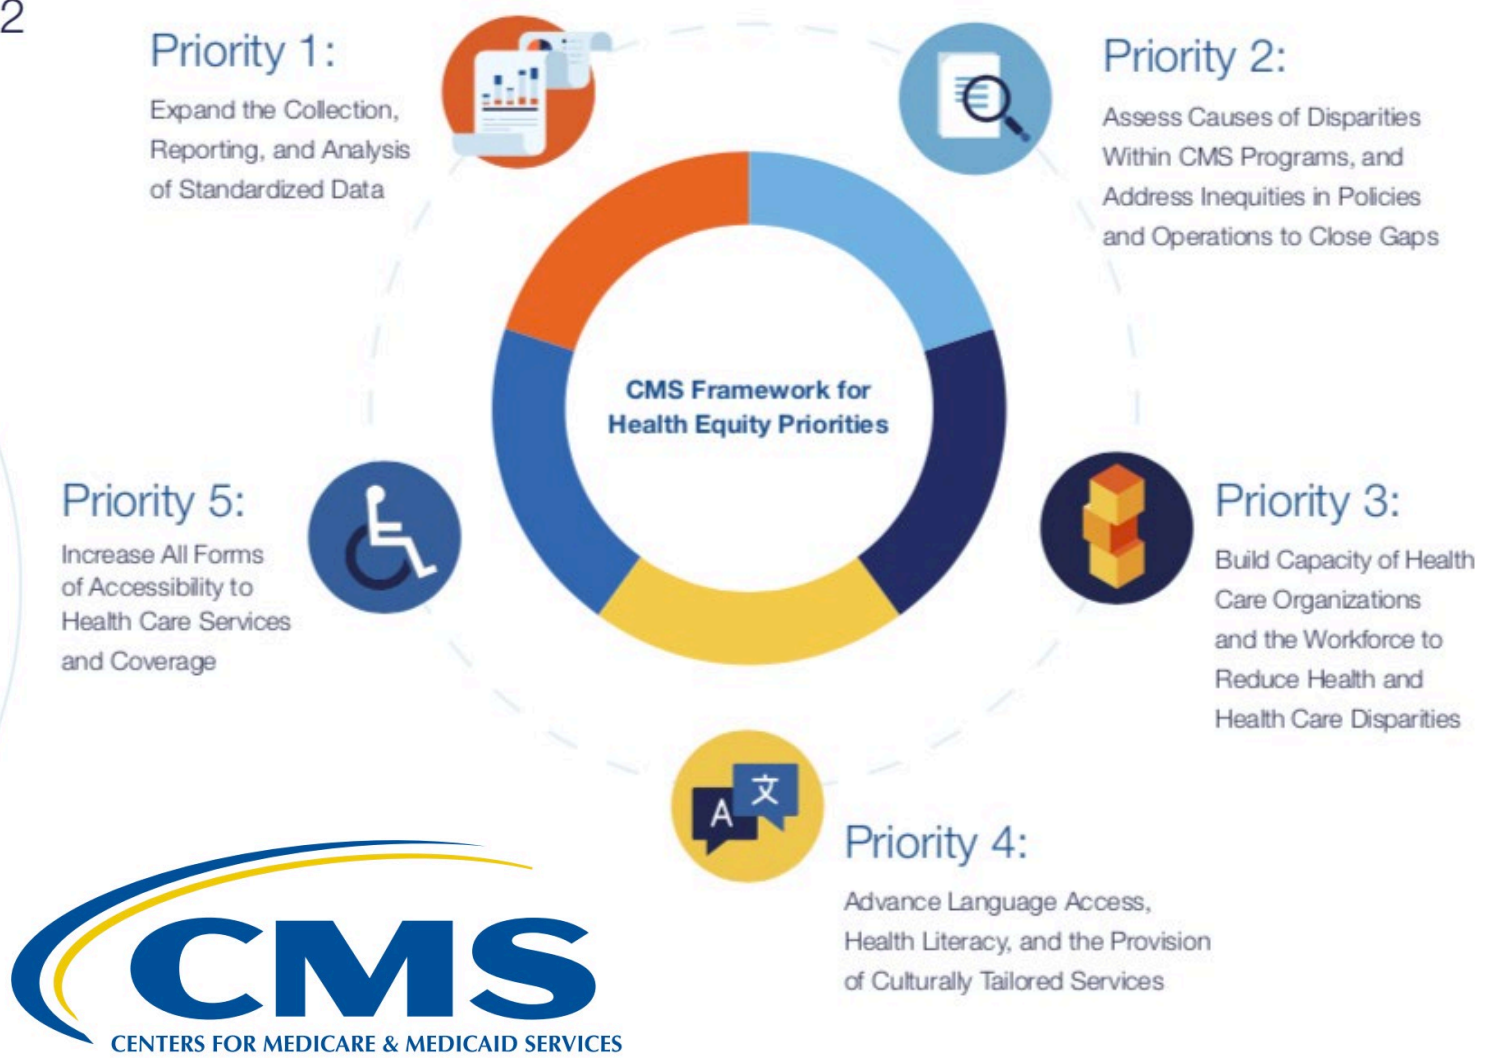 2
Priority 1:
Expand the Collection,
Reporting, and Analysis
of Standardized Data
Priority 2:
Assess Causes of Disparities
Within CMS Programs, and
Address Inequities in Policies
and Operations to Close Gaps
CMS Framework for
Health Equity Priorities
Priority 5:
Increase All Forms
of Accessibility to
Health Care Services
and Coverage
Priority 3:
Build Capacity of Health
Care Organizations
and the Workforce to
Reduce Health and
Health Care Disparities
A 文
Priority 4:
Advance Language Access,
Health Literacy, and the Provision
of Culturally Tailored Services
CMS
CENTERS FOR MEDICARE & MEDICAID SERVICES